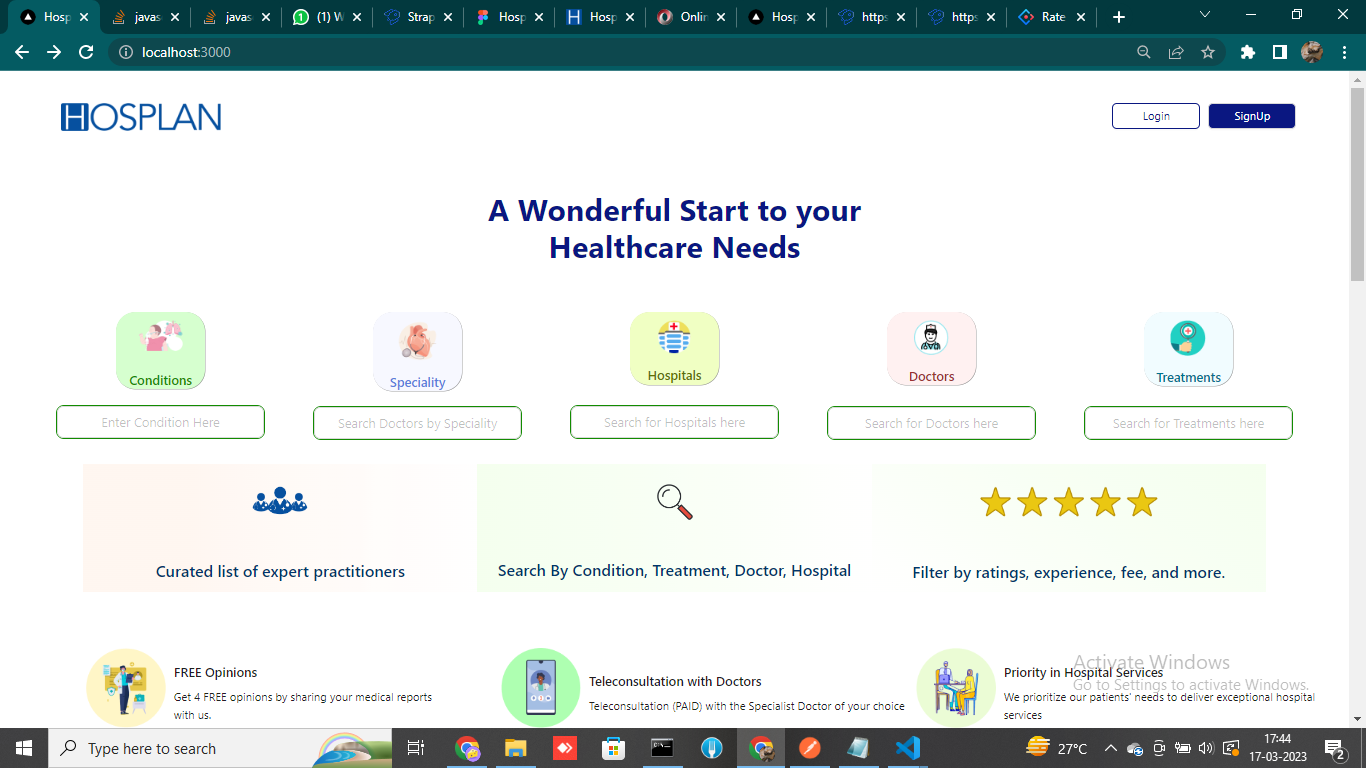 Hosp
javas
javas
(1) W
Strap
Hosp
Hosp
Onlin
Hosp
https
https
Rate
localhost:3000
HOSPLAN
Login
SignUp
A Wonderful Start to your
Healthcare Needs
Conditions
Speciality
Hospitals
Doctors
Treatments
Enter Condition Here
Search Doctors by Speciality
Search for Hospitals here
Search for Doctors here
Search for Treatments here
Curated list of expert practitioners
Search By Condition, Treatment, Doctor, Hospital
Filter by ratings, experience, fee, and more.
FREE Opinions
Get 4 FREE opinions by sharing your medical reports
with us.
Teleconsultation with Doctors
Teleconsultation (PAID) with the Specialist Doctor of your choice
Priority in Hospital Services
We prioritize our patients' needs to deliver exceptional hospital
services
Activate Windows
Go to Settings to activate Windows.
Type here to search
27°C
17:44
17-03-2023
2